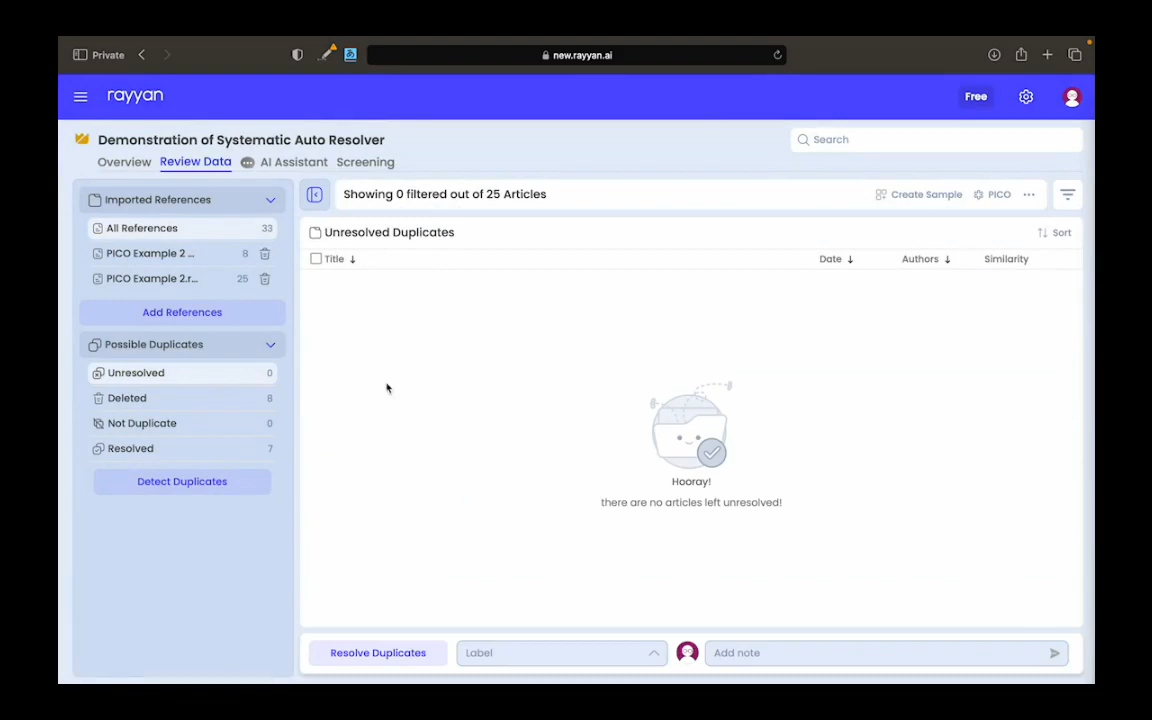 Private
new.rayyan.ai
rayyan
Free
Demonstration of Systematic Auto Resolver
Search
Overview Review Data AI Assistant Screening
Imported References
All References 33
PICO Example 2 ... 8
PICO Example 2.r... 25
Add References
Possible Duplicates
Unresolved 0
Deleted 8
Not Duplicate 0
Resolved 7
Detect Duplicates
Showing 0 filtered out of 25 Articles
Create Sample PICO
Unresolved Duplicates
Sort
Title Date Authors Similarity
Hooray!
there are no articles left unresolved!
Resolve Duplicates Label Add note